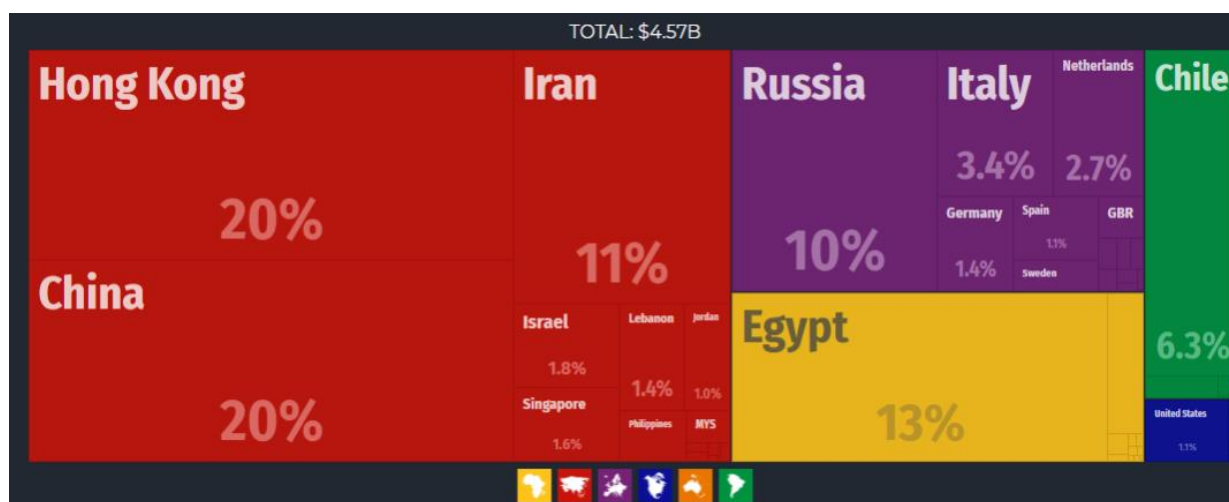 TOTAL: $4.57B
Hong Kong
20%
China
20%
Iran
11%
Israel
1.8%
Singapore
1.6%
Lebanon
1.4%
Jordan
1.0%
Philippines
MYS
Russia
10%
Italy
3.4%
Netherlands
2.7%
Germany
1.4%
Spain
1.1%
GBR
Sweden
Egypt
13%
Chile
6.3%
United States
1.1%